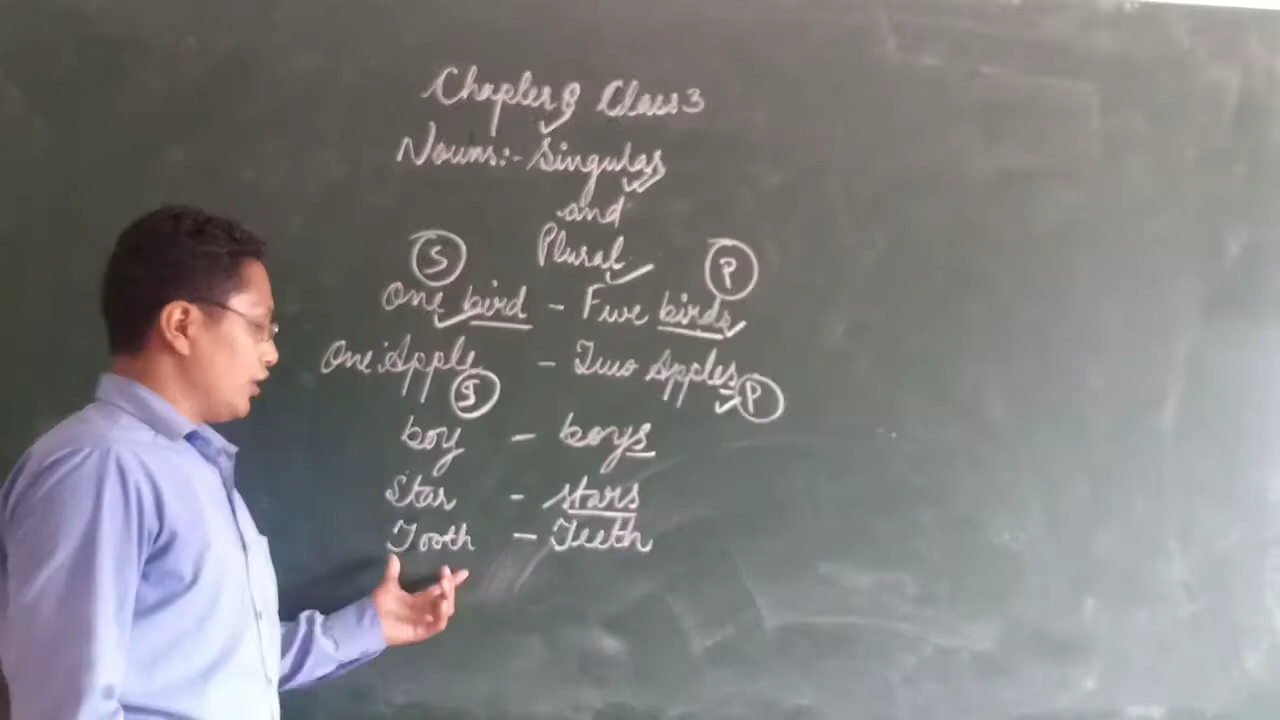 Chapter 8 Class 3
Nouns:- Singular
and
Plural
S P
One bird - Five birds
One Apple - Two Apples
S P
boy - boys
Star - stars
Tooth - Teeth